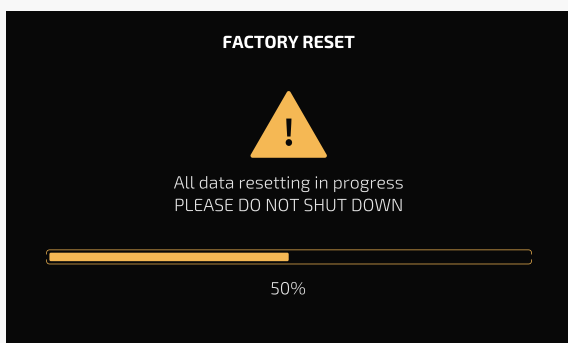 FACTORY RESET
!
All data resetting in progress
PLEASE DO NOT SHUT DOWN
50%